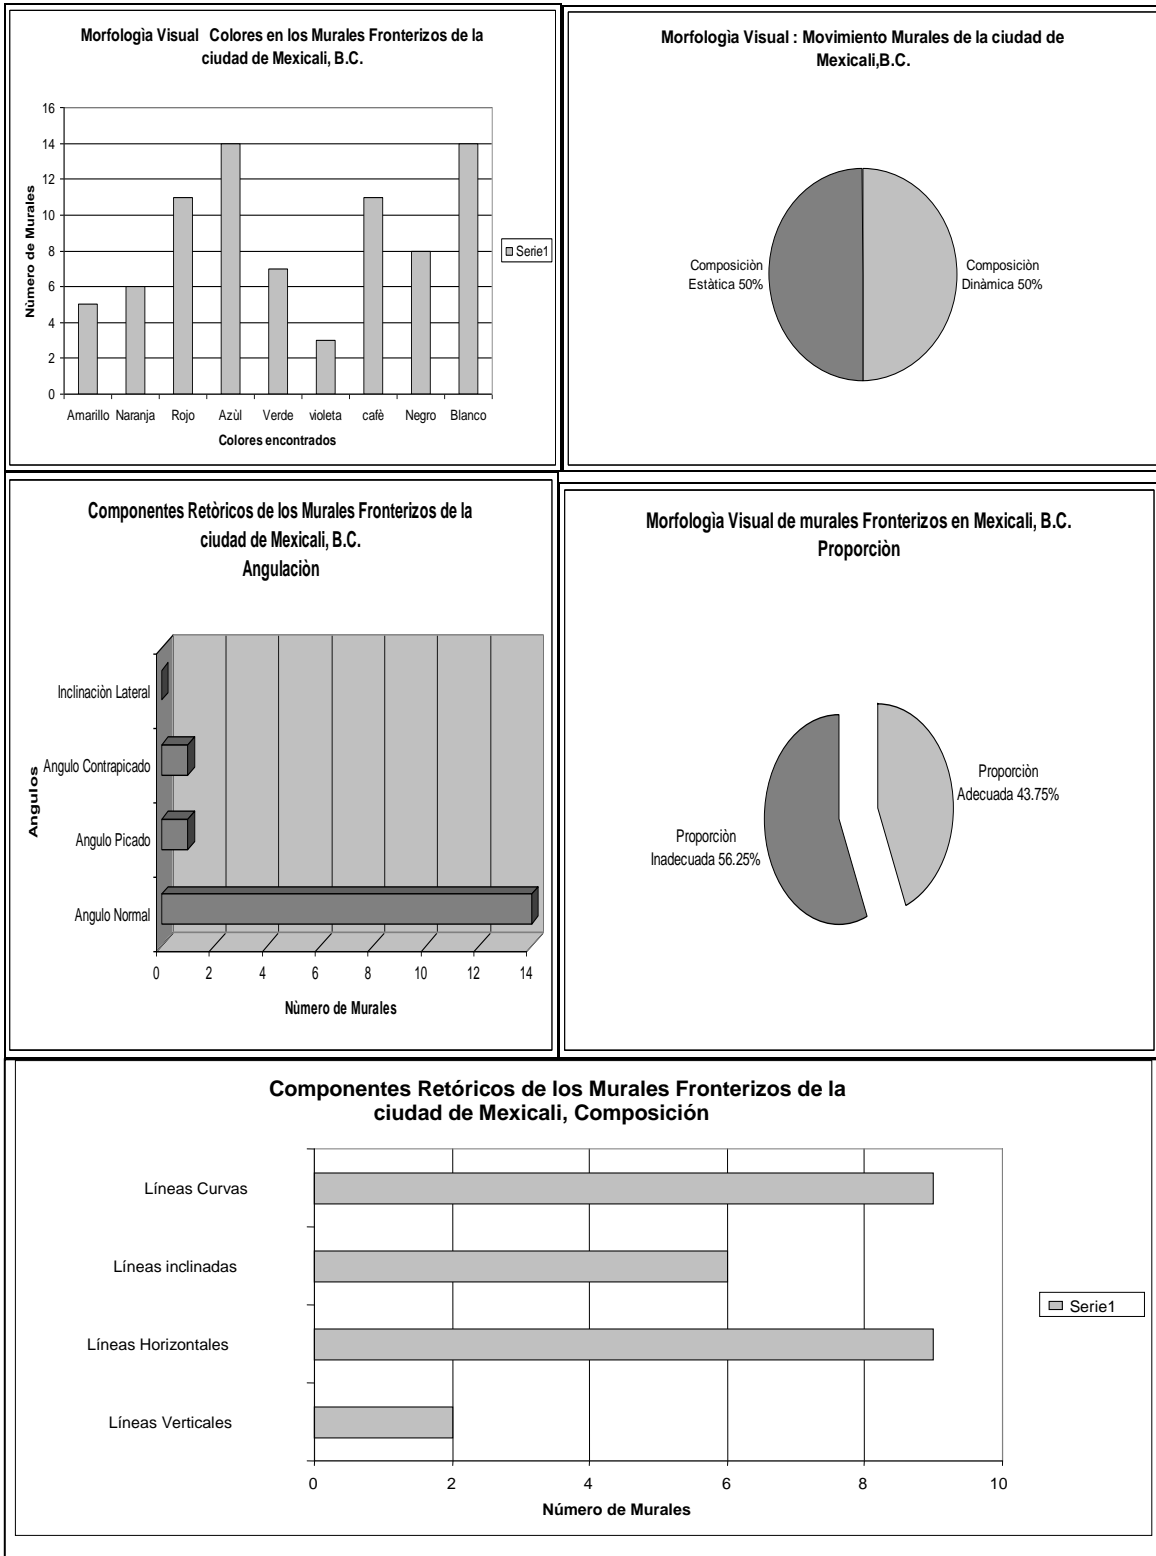 Morfologìa Visual   Colores en los Murales Fronterizos de la
ciudad de Mexicali, B.C.
16
14
12
10
8
6
4
2
0
Nùmero de Murales
Amarillo Naranja Rojo Azùl Verde violeta cafè Negro Blanco
Colores encontrados
Serie1
Morfologìa Visual : Movimiento Murales de la ciudad de
Mexicali,B.C.
Composiciòn
Estàtica 50%
Composiciòn
Dinàmica 50%
Componentes Retòricos de los Murales Fronterizos de la
ciudad de Mexicali, B.C.
Angulaciòn
Angulos
Inclinaciòn Lateral
Angulo Contrapicado
Angulo Picado
Angulo Normal
0 2 4 6 8 10 12 14
Nùmero de Murales
Morfologìa Visual de murales Fronterizos en Mexicali, B.C.
Proporciòn
Proporciòn
Adecuada 43.75%
Proporciòn
Inadecuada 56.25%
Componentes Retóricos de los Murales Fronterizos de la
ciudad de Mexicali, Composición
Líneas Curvas
Líneas inclinadas
Líneas Horizontales
Líneas Verticales
0 2 4 6 8 10
Número de Murales
Serie1